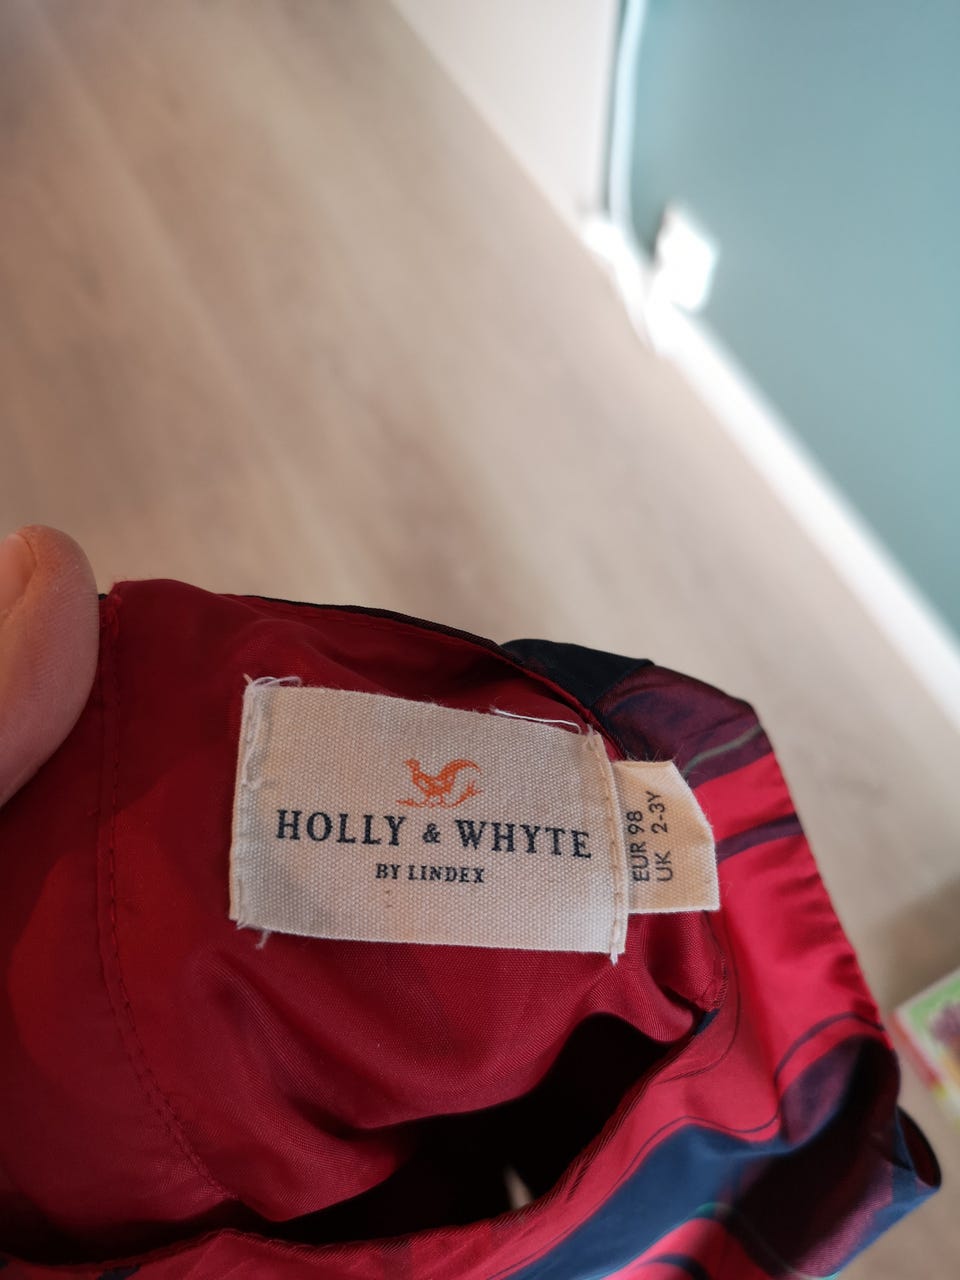 HOLLY & WHYTE
BY LINDEX
EUR 98
UK 2-3Y